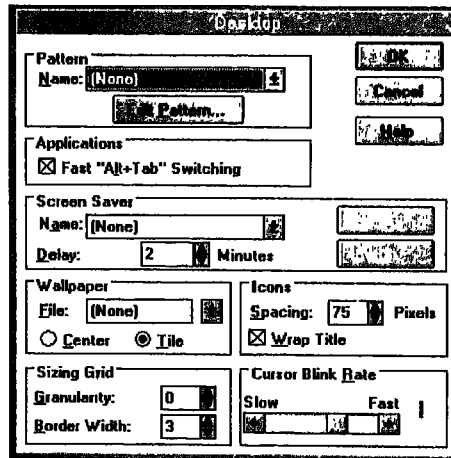 Desktop
Pattern
Name: (None)
Edit Pattern...
OK
Cancel
Help
Applications
Fast "Alt+Tab" Switching
Screen Saver
Name: (None)
Delay: 2 Minutes
Wallpaper
File: (None)
Center Tile
Icons
Spacing: 75 Pixels
Wrap Title
Sizing Grid
Granularity: 0
Border Width: 3
Cursor Blink Rate
Slow Fast